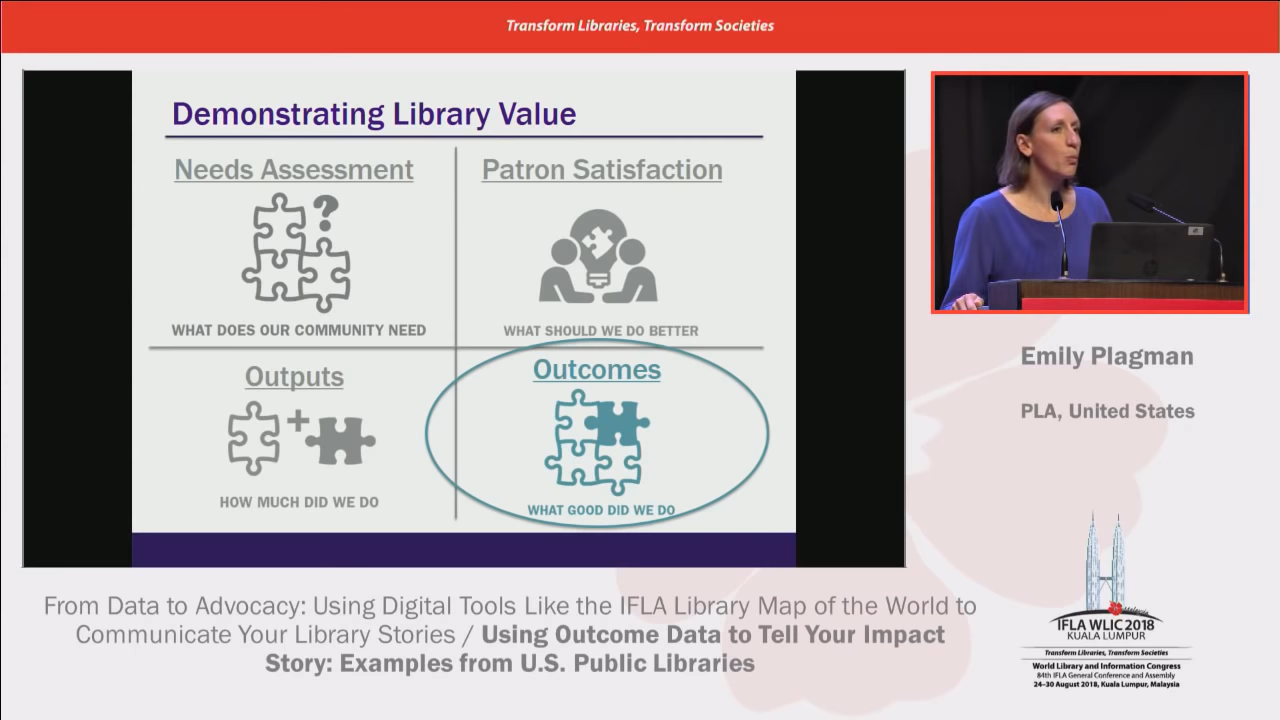 Transform Libraries, Transform Societies
Demonstrating Library Value
Needs Assessment
?
WHAT DOES OUR COMMUNITY NEED
Patron Satisfaction
WHAT SHOULD WE DO BETTER
Outputs
+
HOW MUCH DID WE DO
Outcomes
WHAT GOOD DID WE DO
Emily Plagman
PLA, United States
From Data to Advocacy: Using Digital Tools Like the IFLA Library Map of the World to
Communicate Your Library Stories / Using Outcome Data to Tell Your Impact
Story: Examples from U.S. Public Libraries
Malaysia
IFLA WLIC 2018
KUALA LUMPUR
Transform Libraries, Transform Societies
World Library and Information Congress
84th IFLA General Conference and Assembly
24–30 August 2018, Kuala Lumpur, Malaysia